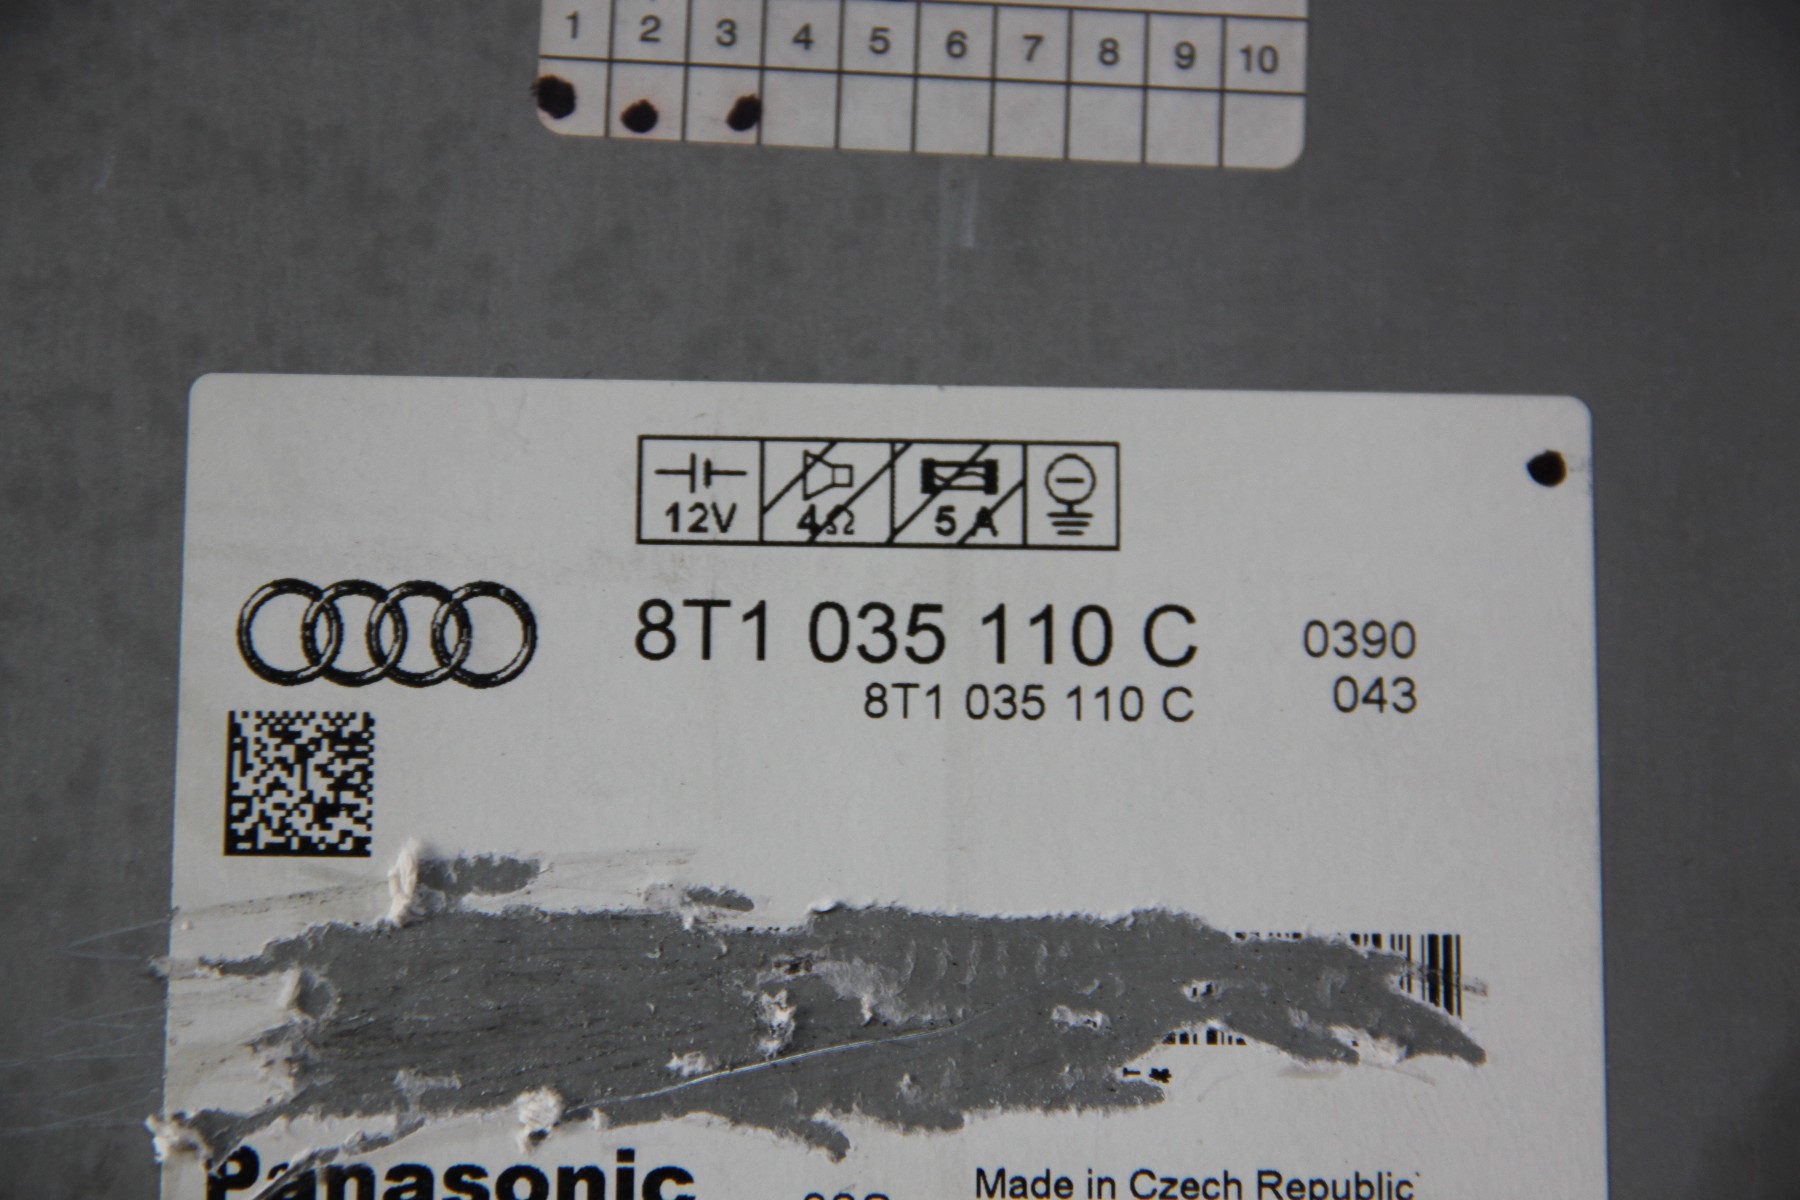 1 2 3 4 5 6 7 8 9 10
12V 4Ω 5 A
8T1 035 110 C 0390
8T1 035 110 C 043
Panasonic
Made in Czech Republic